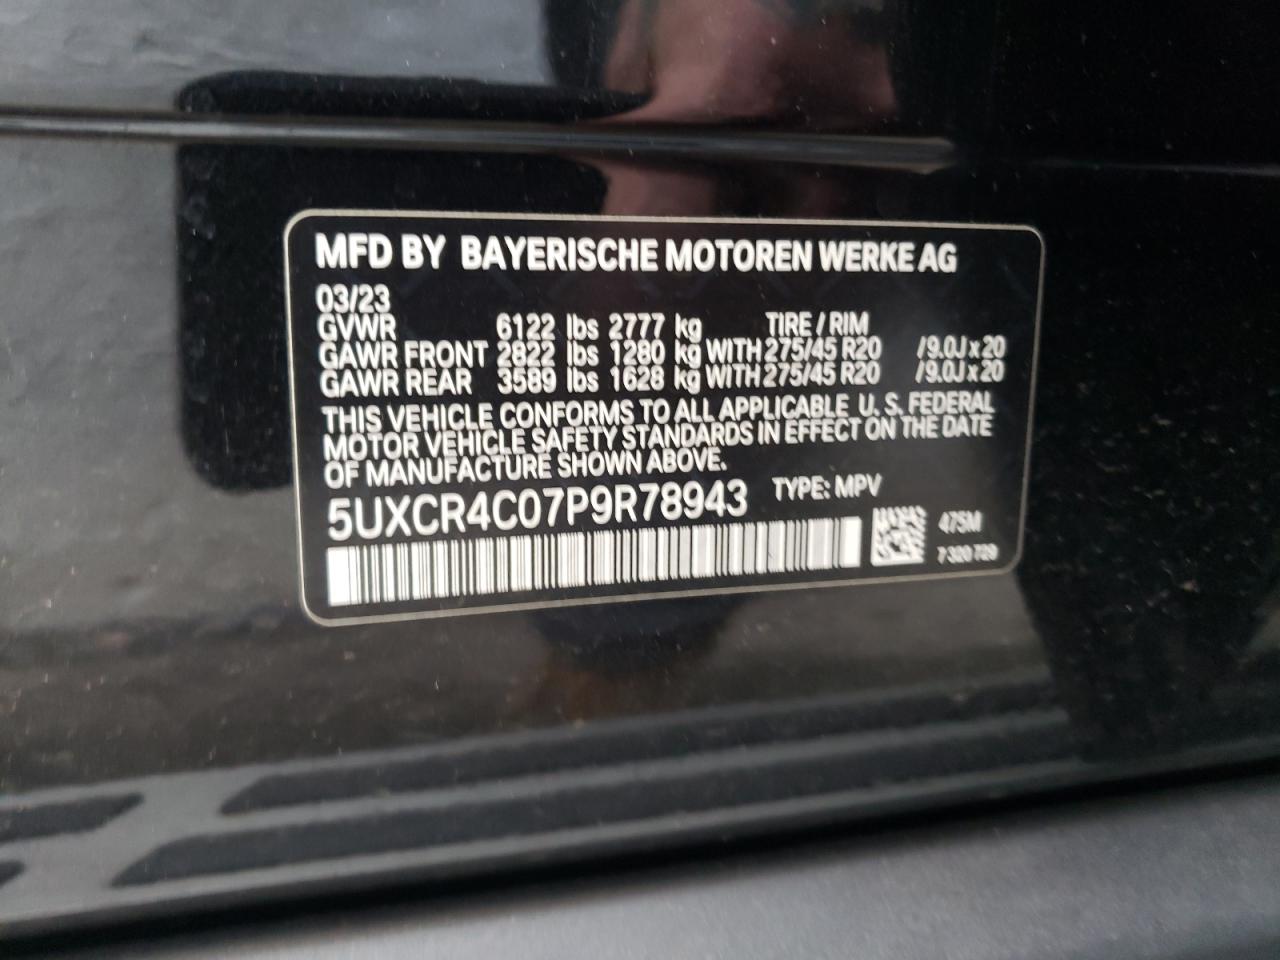 MFD BY BAYERISCHE MOTOREN WERKE AG
03/23
GVWR 6122 lbs 2777 kg TIRE / RIM
GAWR FRONT 2822 lbs 1280 kg WITH 275/45 R20 /9.0J x 20
GAWR REAR 3589 lbs 1628 kg WITH 275/45 R20 /9.0J x 20
THIS VEHICLE CONFORMS TO ALL APPLICABLE U.S. FEDERAL
MOTOR VEHICLE SAFETY STANDARDS IN EFFECT ON THE DATE
OF MANUFACTURE SHOWN ABOVE.
5UXCR4C07P9R78943 TYPE: MPV
475M
7 320 729